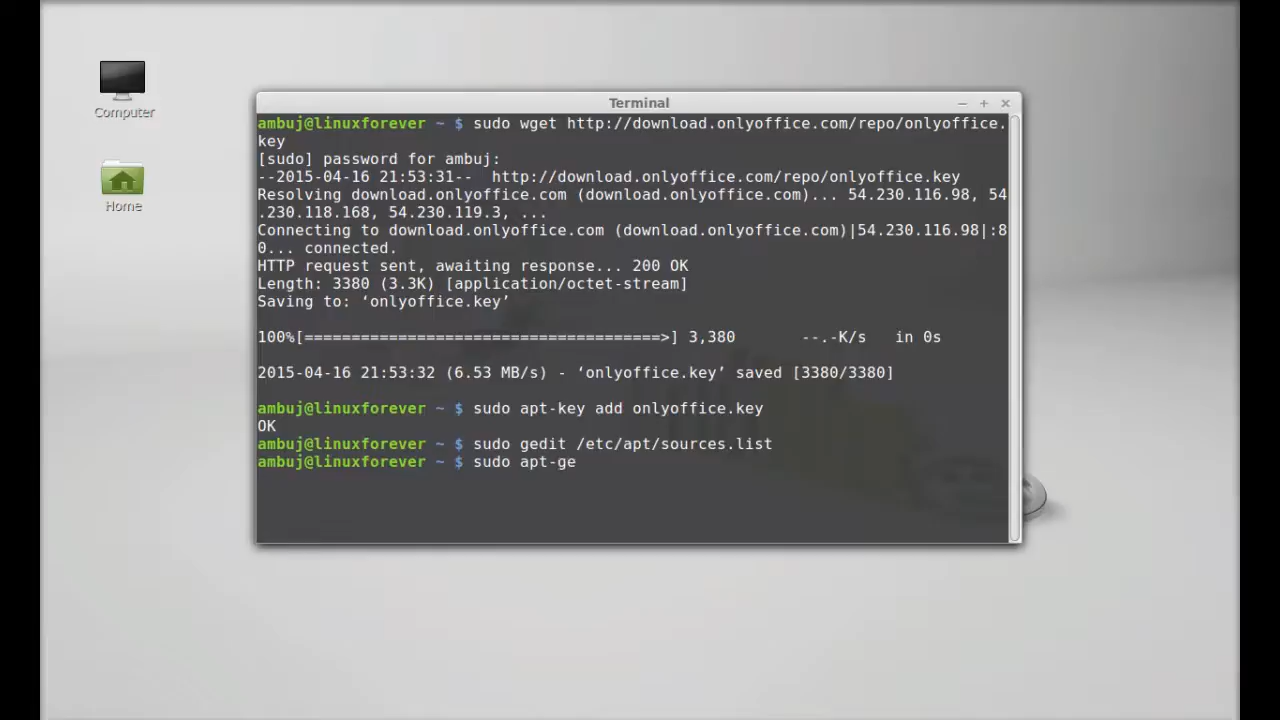 Computer
Home
Terminal
ambuj@linuxforever ~ $ sudo wget http://download.onlyoffice.com/repo/onlyoffice.
key
[sudo] password for ambuj:
--2015-04-16 21:53:31--  http://download.onlyoffice.com/repo/onlyoffice.key
Resolving download.onlyoffice.com (download.onlyoffice.com)... 54.230.116.98, 54
.230.118.168, 54.230.119.3, ...
Connecting to download.onlyoffice.com (download.onlyoffice.com)|54.230.116.98|:8
0... connected.
HTTP request sent, awaiting response... 200 OK
Length: 3380 (3.3K) [application/octet-stream]
Saving to: ‘onlyoffice.key’
100%[======================================>] 3,380       --.-K/s   in 0s
2015-04-16 21:53:32 (6.53 MB/s) - ‘onlyoffice.key’ saved [3380/3380]
ambuj@linuxforever ~ $ sudo apt-key add onlyoffice.key
OK
ambuj@linuxforever ~ $ sudo gedit /etc/apt/sources.list
ambuj@linuxforever ~ $ sudo apt-ge